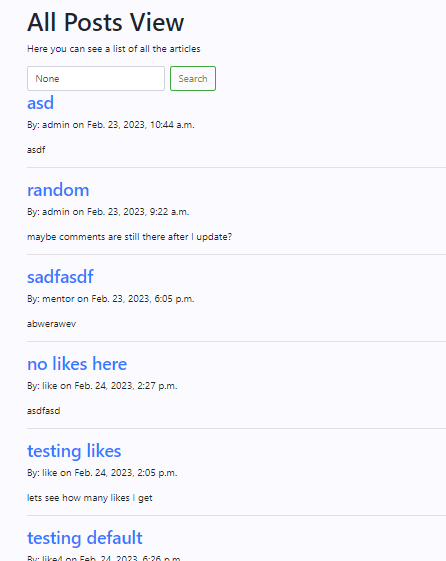 All Posts View
Here you can see a list of all the articles
None Search
asd
By: admin on Feb. 23, 2023, 10:44 a.m.
asdf
random
By: admin on Feb. 23, 2023, 9:22 a.m.
maybe comments are still there after I update?
sadfasdf
By: mentor on Feb. 23, 2023, 6:05 p.m.
abwerawev
no likes here
By: like on Feb. 24, 2023, 2:27 p.m.
asdfasd
testing likes
By: like on Feb. 24, 2023, 2:05 p.m.
lets see how many likes I get
testing default
By: like4 on Feb. 24, 2023, 6:26 p.m.